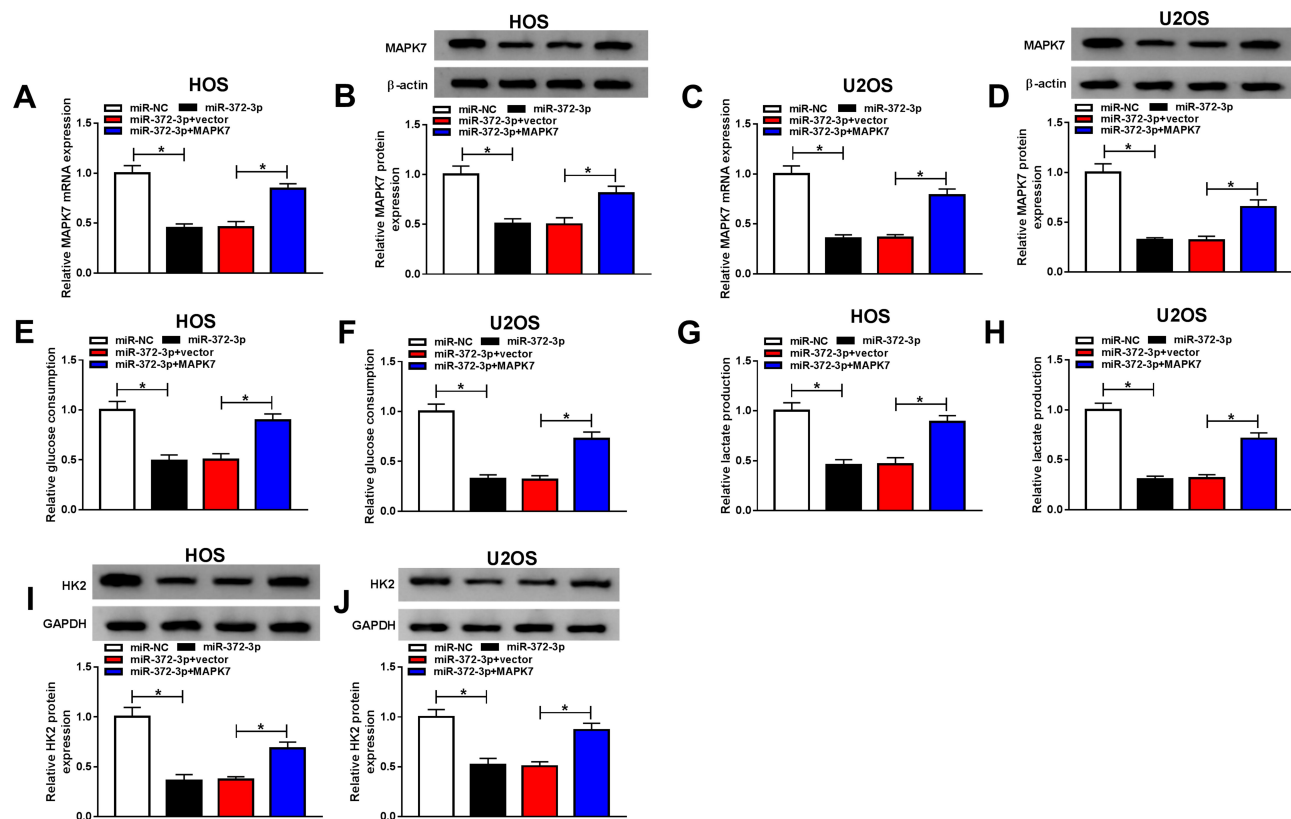 HOS
MAPK7
β-actin
U2OS
MAPK7
β-actin
A
HOS
miR-NC miR-372-3p
miR-372-3p+vector
miR-372-3p+MAPK7
Relative MAPK7 mRNA expression
1.5
1.0
0.5
0.0
*
*
B
miR-NC miR-372-3p
miR-372-3p+vector
miR-372-3p+MAPK7
Relative MAPK7 protein
expression
1.5
1.0
0.5
0.0
*
*
C
U2OS
miR-NC miR-372-3p
miR-372-3p+vector
miR-372-3p+MAPK7
Relative MAPK7 mRNA expression
1.5
1.0
0.5
0.0
*
*
D
miR-NC miR-372-3p
miR-372-3p+vector
miR-372-3p+MAPK7
Relative MAPK7 protein
expression
1.5
1.0
0.5
0.0
*
*
E
HOS
miR-NC miR-372-3p
miR-372-3p+vector
miR-372-3p+MAPK7
Relative glucose consumption
1.5
1.0
0.5
0.0
*
*
F
U2OS
miR-NC miR-372-3p
miR-372-3p+vector
miR-372-3p+MAPK7
Relative glucose consumption
1.5
1.0
0.5
0.0
*
*
G
HOS
miR-NC miR-372-3p
miR-372-3p+vector
miR-372-3p+MAPK7
Relative lactate production
1.5
1.0
0.5
0.0
*
*
H
U2OS
miR-NC miR-372-3p
miR-372-3p+vector
miR-372-3p+MAPK7
Relative lactate production
1.5
1.0
0.5
0.0
*
*
I
HOS
HK2
GAPDH
miR-NC miR-372-3p
miR-372-3p+vector
miR-372-3p+MAPK7
Relative HK2 protein
expression
1.5
1.0
0.5
0.0
*
*
J
U2OS
HK2
GAPDH
miR-NC miR-372-3p
miR-372-3p+vector
miR-372-3p+MAPK7
Relative HK2 protein
expression
1.5
1.0
0.5
0.0
*
*